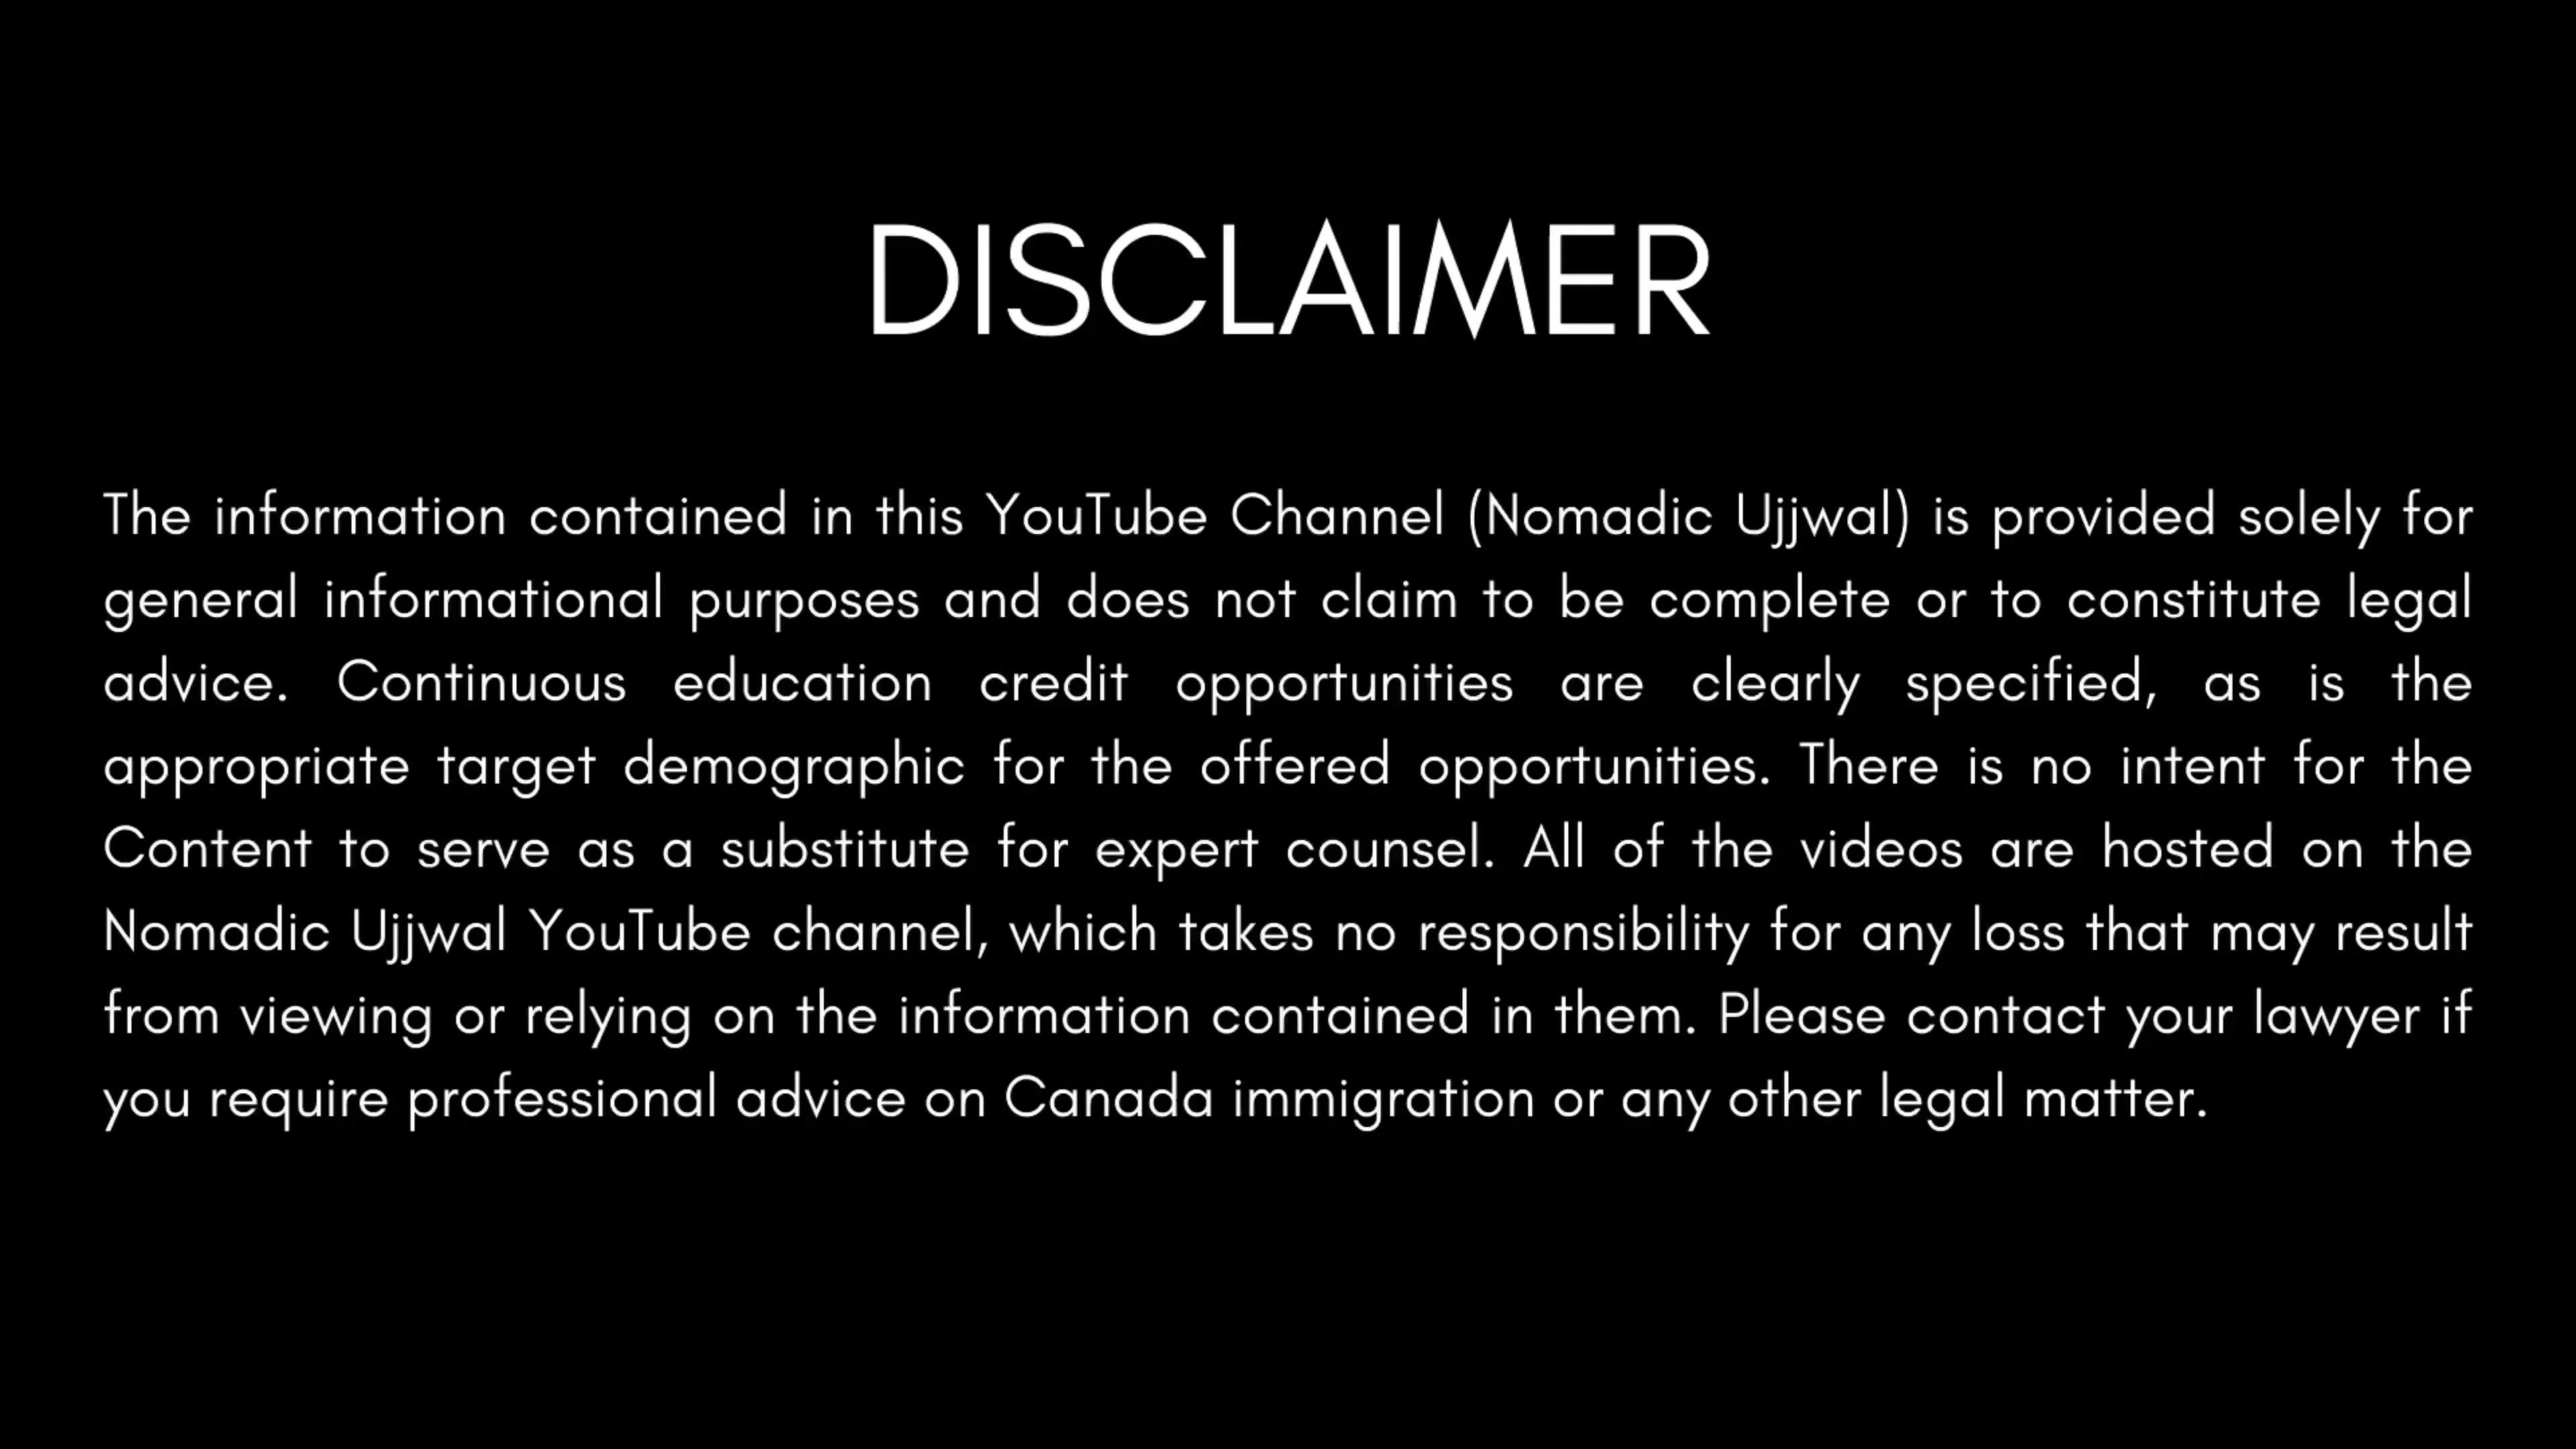 DISCLAIMER
The information contained in this YouTube Channel (Nomadic Ujjwal) is provided solely for
general informational purposes and does not claim to be complete or to constitute legal
advice. Continuous education credit opportunities are clearly specified, as is the
appropriate target demographic for the offered opportunities. There is no intent for the
Content to serve as a substitute for expert counsel. All of the videos are hosted on the
Nomadic Ujjwal YouTube channel, which takes no responsibility for any loss that may result
from viewing or relying on the information contained in them. Please contact your lawyer if
you require professional advice on Canada immigration or any other legal matter.